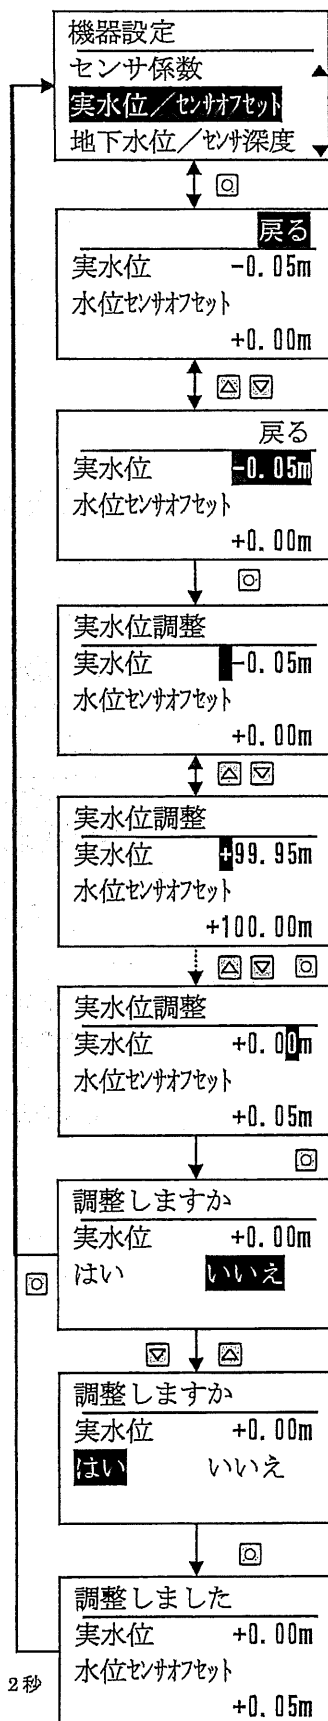 機器設定
センサ係数
実水位／センサオフセット
地下水位／センサ深度
戻る
実水位 -0.05m
水位センサオフセット
+0.00m
戻る
実水位 -0.05m
水位センサオフセット
+0.00m
実水位調整
実水位 -0.05m
水位センサオフセット
+0.00m
実水位調整
実水位 +99.95m
水位センサオフセット
+100.00m
実水位調整
実水位 +0.00m
水位センサオフセット
+0.05m
調整しますか
実水位 +0.00m
はい いいえ
調整しますか
実水位 +0.00m
はい いいえ
調整しました
実水位 +0.00m
水位センサオフセット
+0.05m
2秒